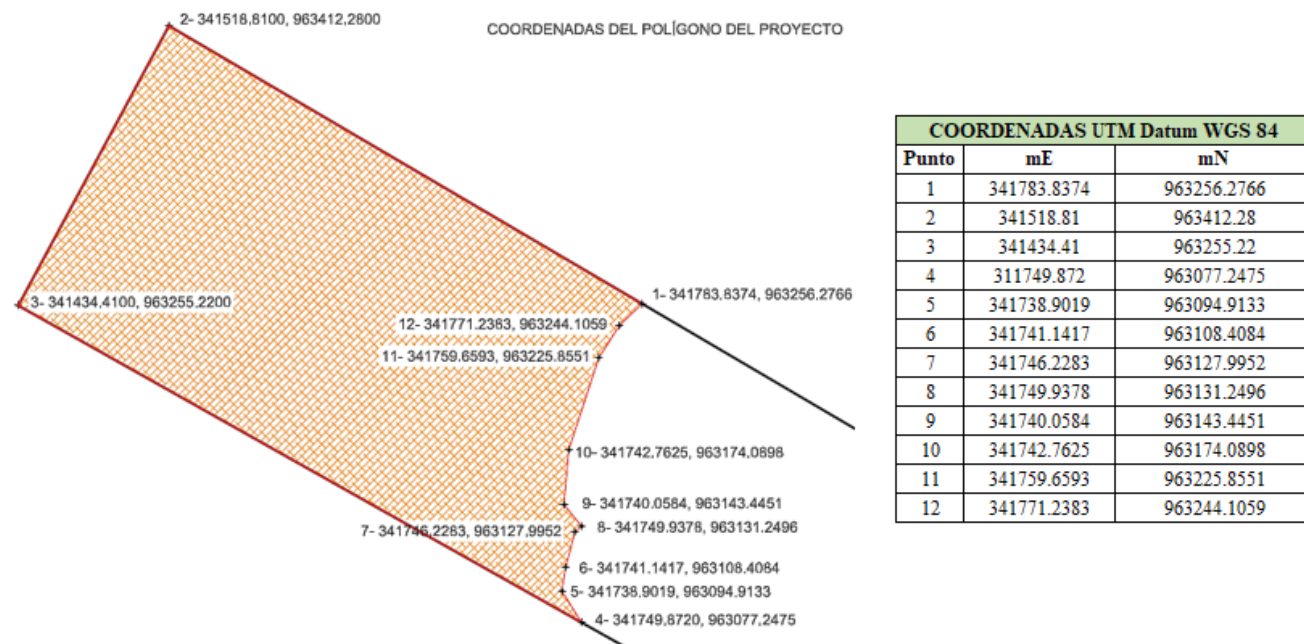 2- 341518,8100, 963412,2800
COORDENADAS DEL POLÍGONO DEL PROYECTO
3- 341434,4100, 963255,2200
1- 341783,8374, 963256,2766
12- 341771.2383, 963244.1059
11- 341759.6593, 963225.8551
10- 341742,7625, 963174,0898
9- 341740.0584, 963143.4451
7- 341746,2283, 963127,9952
8- 341749.9378, 963131.2496
6- 341741.1417, 963108.4084
5- 341738.9019, 963094.9133
4- 341749,8720, 963077,2475
COORDENADAS UTM Datum WGS 84
Punto mE mN
1 341783.8374 963256.2766
2 341518.81 963412.28
3 341434.41 963255.22
4 311749.872 963077.2475
5 341738.9019 963094.9133
6 341741.1417 963108.4084
7 341746.2283 963127.9952
8 341749.9378 963131.2496
9 341740.0584 963143.4451
10 341742.7625 963174.0898
11 341759.6593 963225.8551
12 341771.2383 963244.1059